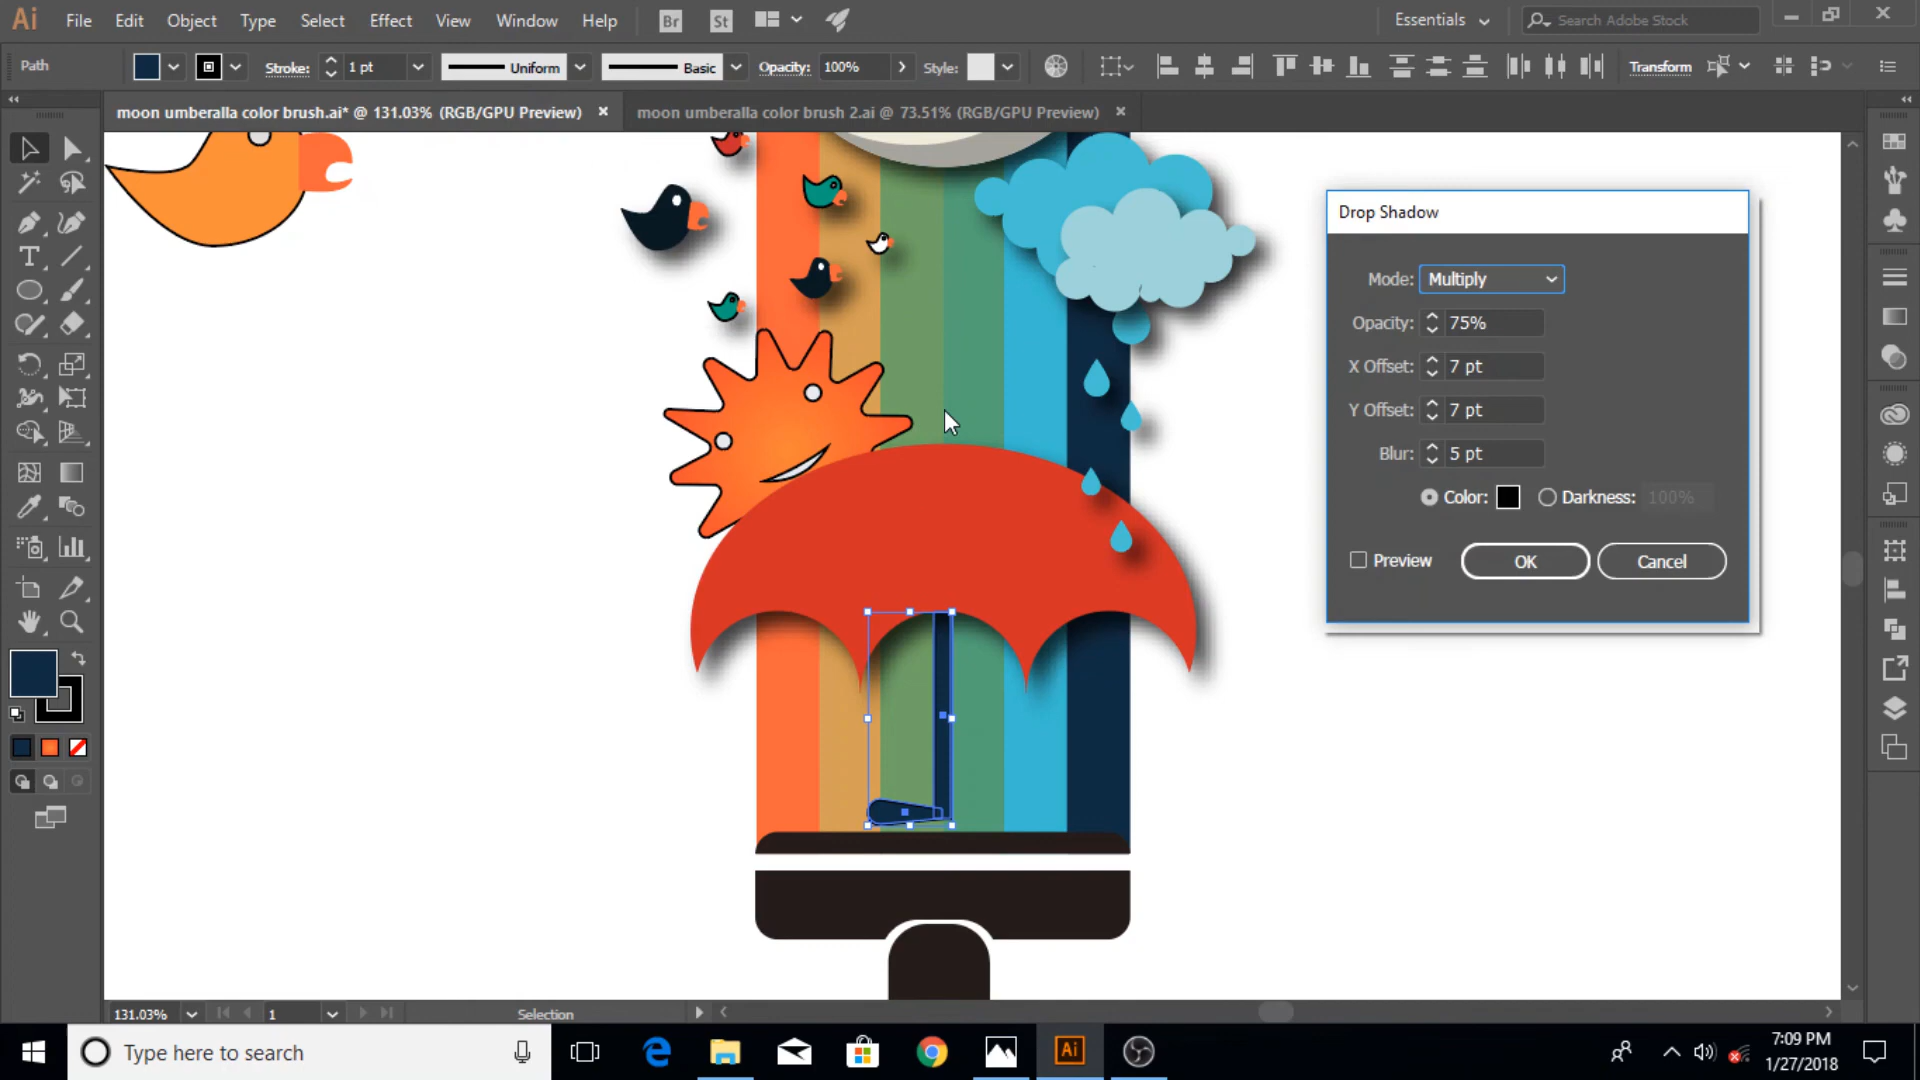 Ai File Edit Object Type Select Effect View Window Help Br St Essentials Search Adobe Stock
Path Stroke: 1 pt Uniform Basic Opacity: 100% Style: Transform
moon umberalla color brush.ai* @ 131.03% (RGB/GPU Preview) × moon umberalla color brush 2.ai @ 73.51% (RGB/GPU Preview) ×
Drop Shadow
Mode: Multiply
Opacity: 75%
X Offset: 7 pt
Y Offset: 7 pt
Blur: 5 pt
Color: Darkness: 100%
Preview OK Cancel
131.03% 1 Selection
Type here to search
Ai
7:09 PM
1/27/2018